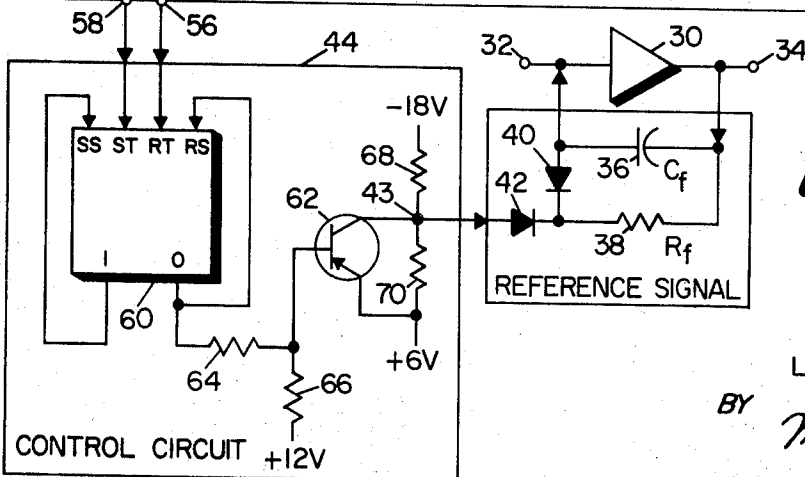 58 56
44
32 30 34
-18V
SS ST RT RS
68
40
36 Cf
62 43 42
38 Rf
1 0
70
REFERENCE SIGNAL
60
64
+6V
66
L
BY
CONTROL CIRCUIT +12V